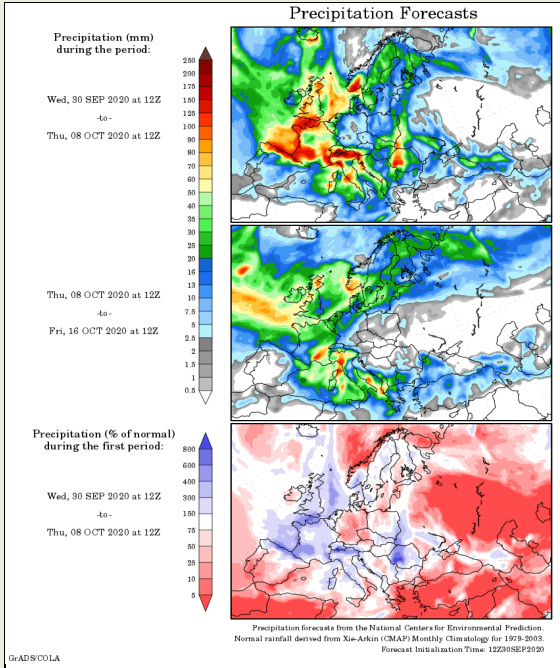 Precipitation Forecasts
Precipitation (mm)
during the period:
Wed, 30 SEP 2020 at 12Z
-to-
Thu, 08 OCT 2020 at 12Z
250
200
175
150
125
100
90
80
70
60
50
40
35
30
25
20
16
13
10
7.5
5
2.5
2
1.5
1
0.5
Thu, 08 OCT 2020 at 12Z
-to-
Fri, 16 OCT 2020 at 12Z
Precipitation (% of normal)
during the first period:
Wed, 30 SEP 2020 at 12Z
-to-
Thu, 08 OCT 2020 at 12Z
800
600
400
300
150
75
50
25
10
5
Precipitation forecasts from the National Centers for Environmental Prediction.
Normal rainfall derived from Xie-Arkin (CMAP) Monthly Climatology for 1979-2003.
Forecast Initialization Time: 12Z30SEP2020
GrADS/COLA